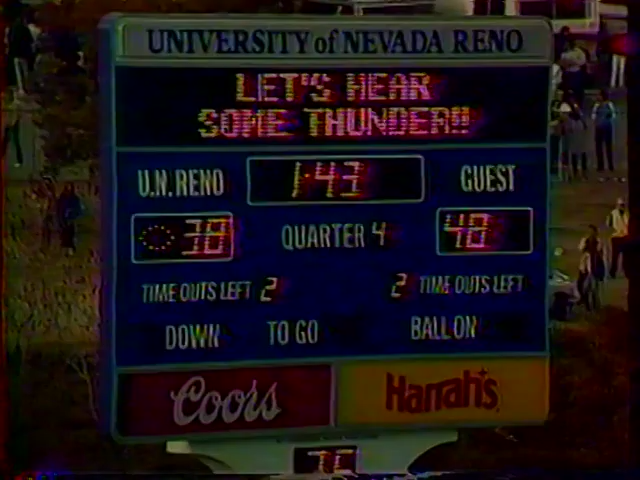 UNIVERSITY of NEVADA RENO
LET'S HEAR
SOME THUNDER!!
U.N. RENO 1:43 GUEST
38 QUARTER 4 48
TIME OUTS LEFT 2 2 TIME OUTS LEFT
DOWN TO GO BALL ON
Coors Harrah's